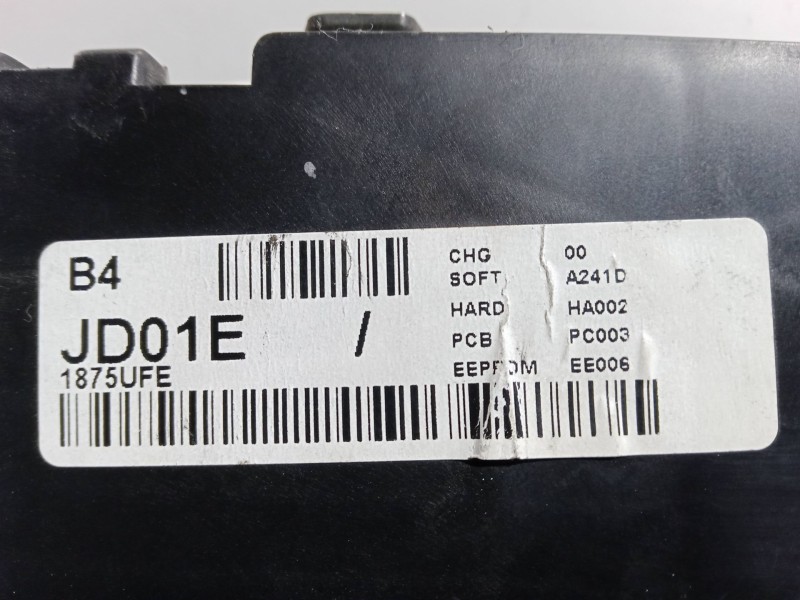 B4
JD01E /
1875UFE
CHG 00
SOFT A241D
HARD HA002
PCB PC003
EEPROM EE006